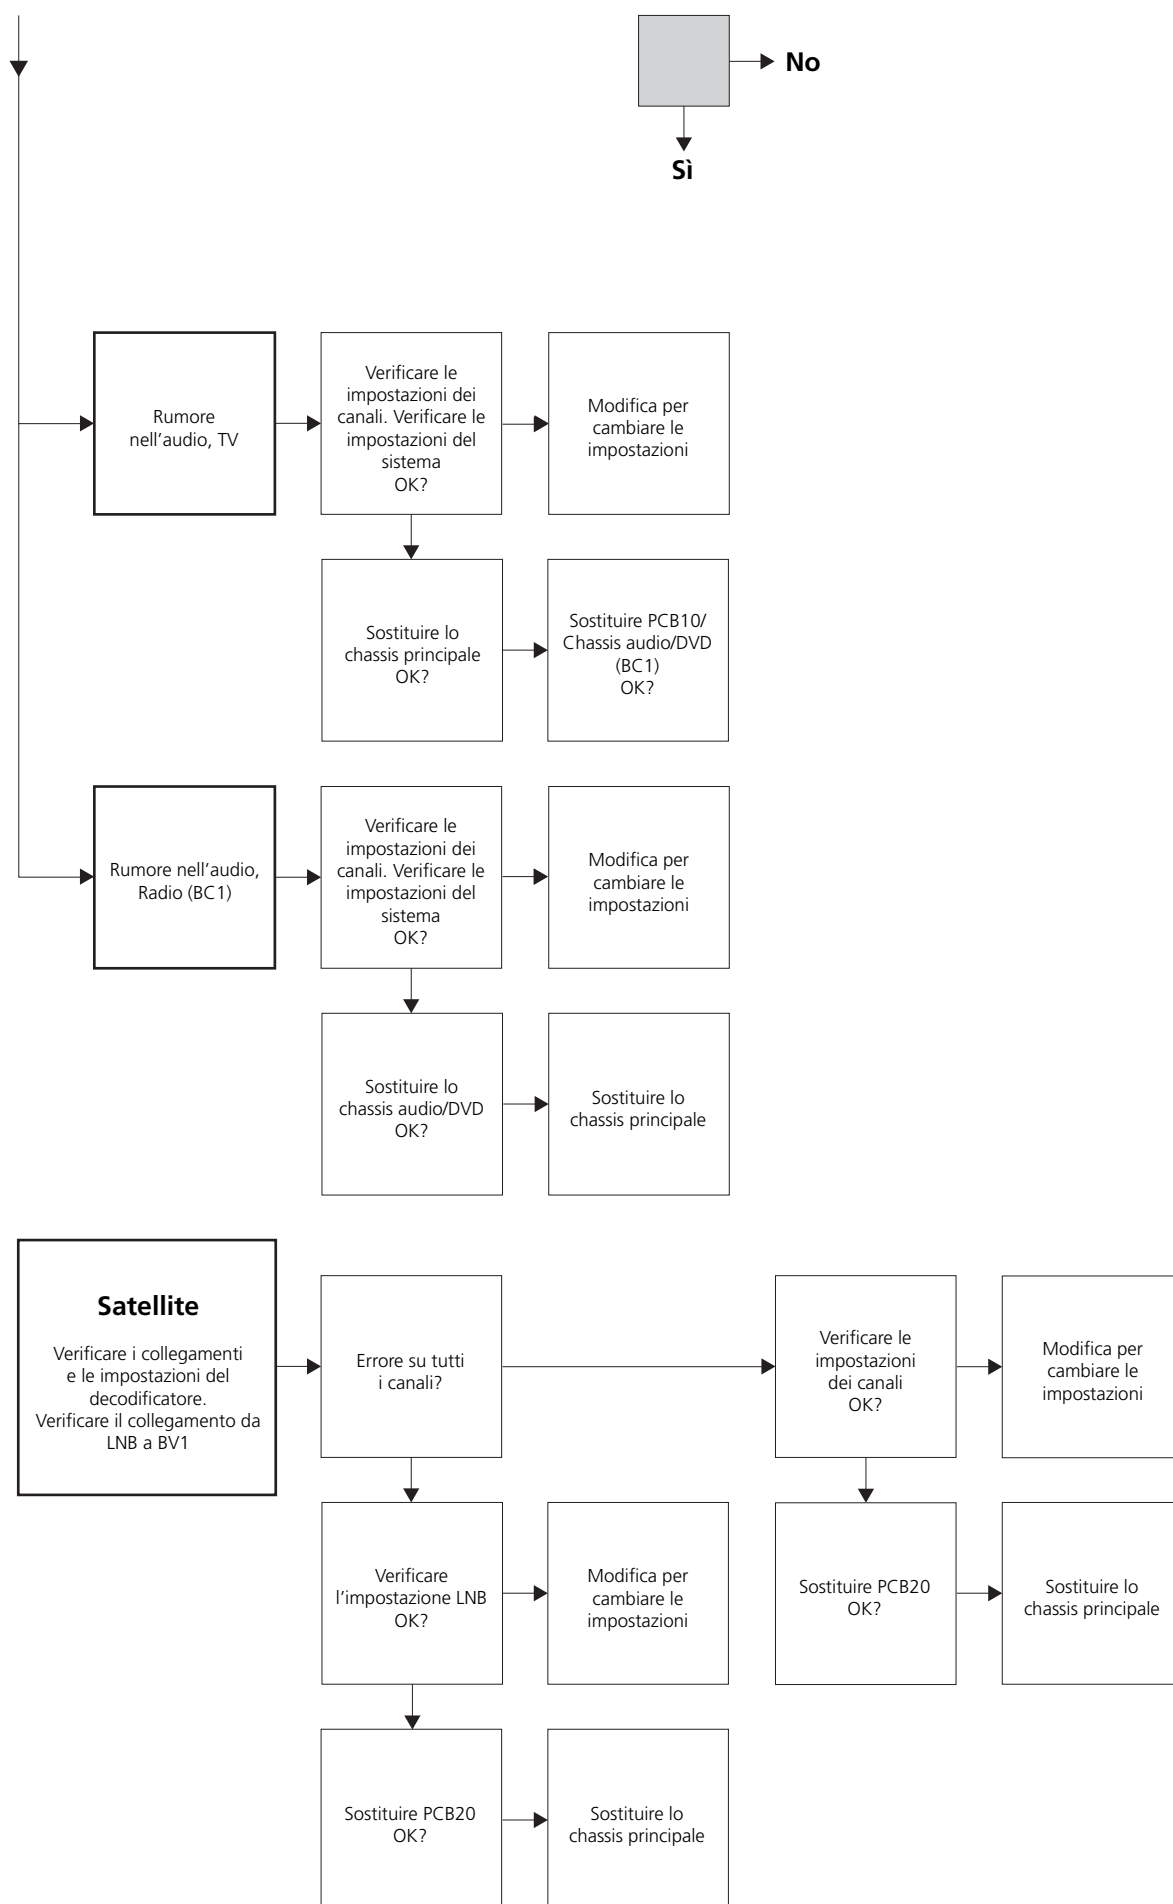 No
Sì
Rumore
nell'audio, TV
Verificare le
impostazioni dei
canali. Verificare le
impostazioni del
sistema
OK?
Modifica per
cambiare le
impostazioni
Sostituire lo
chassis principale
OK?
Sostituire PCB10/
Chassis audio/DVD
(BC1)
OK?
Rumore nell'audio,
Radio (BC1)
Verificare le
impostazioni dei
canali. Verificare le
impostazioni del
sistema
OK?
Modifica per
cambiare le
impostazioni
Sostituire lo
chassis audio/DVD
OK?
Sostituire lo
chassis principale
Satellite
Verificare i collegamenti
e le impostazioni del
decodificatore.
Verificare il collegamento da
LNB a BV1
Errore su tutti
i canali?
Verificare le
impostazioni
dei canali
OK?
Modifica per
cambiare le
impostazioni
Verificare
l'impostazione LNB
OK?
Modifica per
cambiare le
impostazioni
Sostituire PCB20
OK?
Sostituire lo
chassis principale
Sostituire PCB20
OK?
Sostituire lo
chassis principale